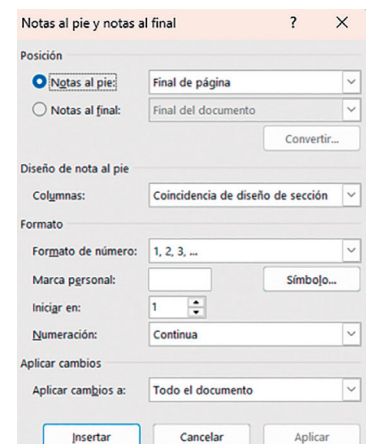 Notas al pie y notas al final ? X
Posición
Notas al pie: Final de página
Notas al final: Final del documento
Convertir...
Diseño de nota al pie
Columnas: Coincidencia de diseño de sección
Formato
Formato de número: 1, 2, 3, ...
Marca personal: Símbolo...
Iniciar en: 1
Numeración: Continua
Aplicar cambios
Aplicar cambios a: Todo el documento
Insertar Cancelar Aplicar